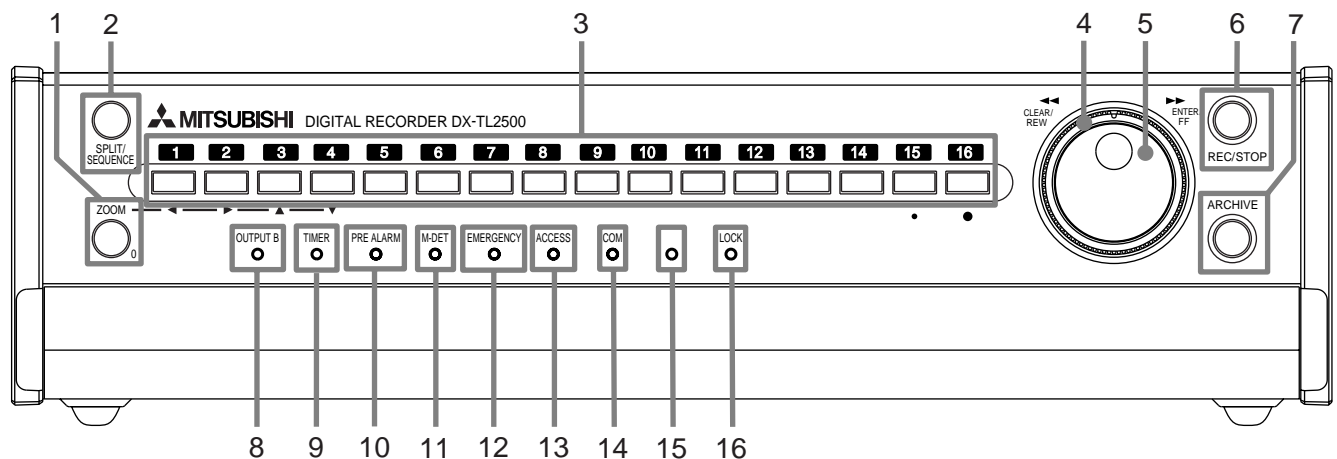 1 2 3 4 5 6 7
MITSUBISHI DIGITAL RECORDER DX-TL2500
SPLIT/
SEQUENCE
1 2 3 4 5 6 7 8 9 10 11 12 13 14 15 16
CLEAR/
REW
ENTER
FF
REC/STOP
ZOOM
0
ARCHIVE
OUTPUT B TIMER PRE ALARM M-DET EMERGENCY ACCESS COM LOCK
8 9 10 11 12 13 14 15 16